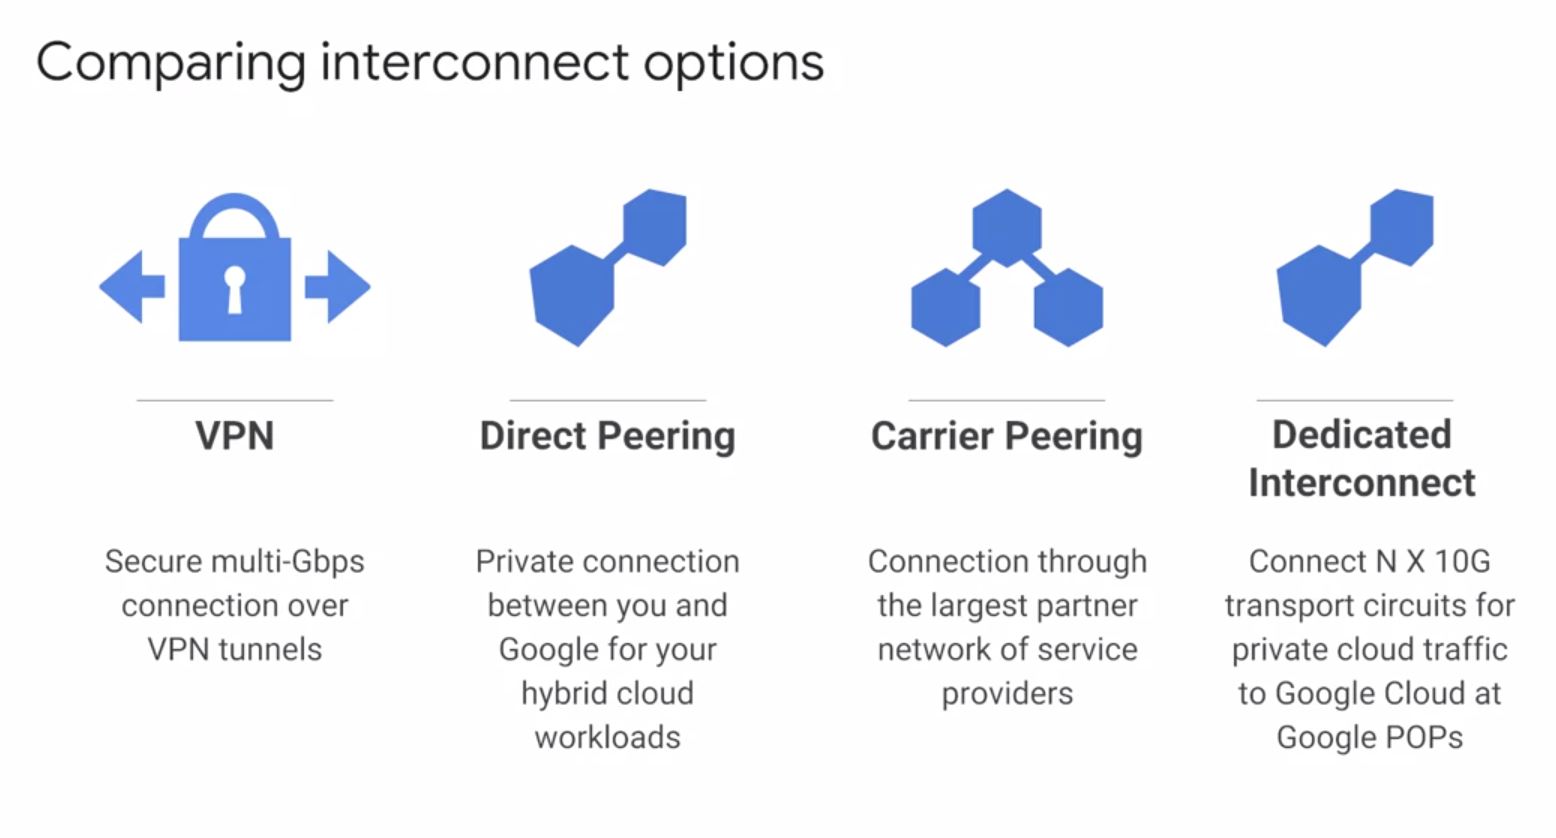 Comparing interconnect options
VPN
Secure multi-Gbps
connection over
VPN tunnels
Direct Peering
Private connection
between you and
Google for your
hybrid cloud
workloads
Carrier Peering
Connection through
the largest partner
network of service
providers
Dedicated
Interconnect
Connect N X 10G
transport circuits for
private cloud traffic
to Google Cloud at
Google POPs